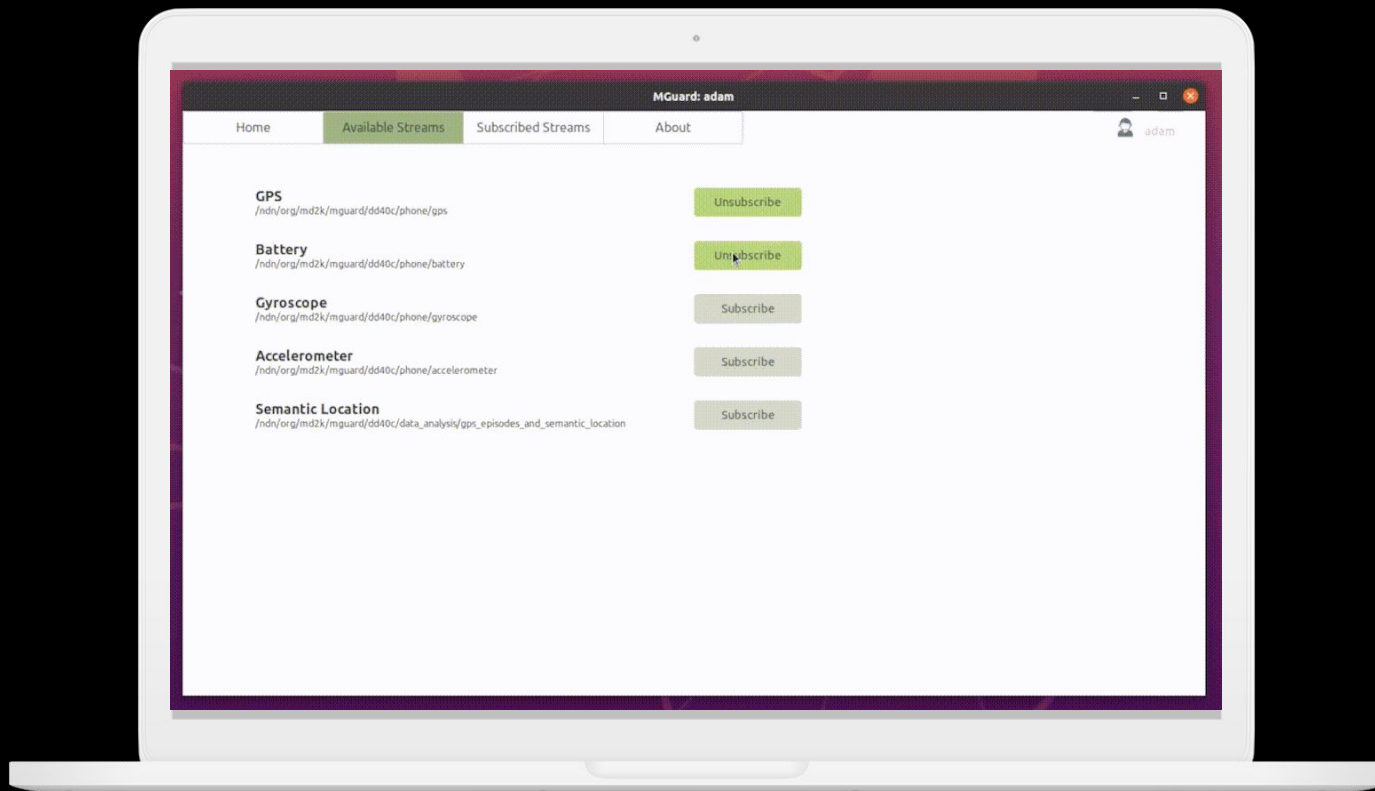 MGuard: adam
Home Available Streams Subscribed Streams About adam
GPS
/ndn/org/md2k/mguard/dd40c/phone/gps
Unsubscribe
Battery
/ndn/org/md2k/mguard/dd40c/phone/battery
Unsubscribe
Gyroscope
/ndn/org/md2k/mguard/dd40c/phone/gyroscope
Subscribe
Accelerometer
/ndn/org/md2k/mguard/dd40c/phone/accelerometer
Subscribe
Semantic Location
/ndn/org/md2k/mguard/dd40c/data_analysis/gps_episodes_and_semantic_location
Subscribe